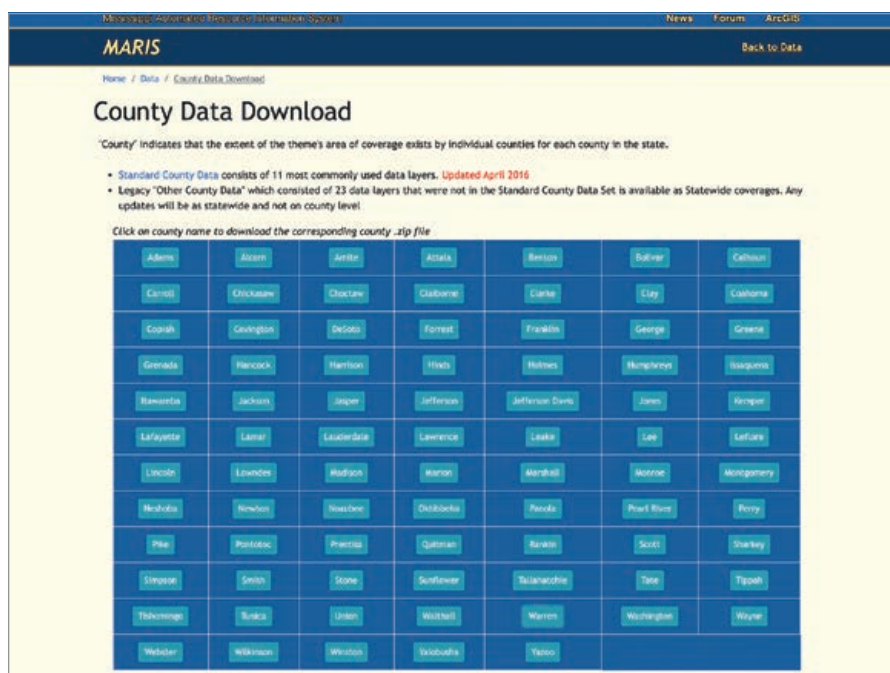 Mississippi Automated Resource Information System News Forum ArcGIS
MARIS Back to Data
Home / Data / County Data Download
County Data Download
"County" indicates that the extent of the theme's area of coverage exists by individual counties for each county in the state.
• Standard County Data consists of 11 most commonly used data layers. Updated April 2016
• Legacy "Other County Data" which consisted of 23 data layers that were not in the Standard County Data Set is available as Statewide coverages. Any
updates will be as statewide and not on county level
Click on county name to download the corresponding county .zip file
Adams Alcorn Amite Attala Benton Bolivar Calhoun
Carroll Chickasaw Choctaw Claiborne Clarke Clay Coahoma
Copiah Covington DeSoto Forrest Franklin George Greene
Grenada Hancock Harrison Hinds Holmes Humphreys Issaquena
Itawamba Jackson Jasper Jefferson Jefferson Davis Jones Kemper
Lafayette Lamar Lauderdale Lawrence Leake Lee Leflore
Lincoln Lowndes Madison Marion Marshall Monroe Montgomery
Neshoba Newton Noxubee Oktibbeha Panola Pearl River Perry
Pike Pontotoc Prentiss Quitman Rankin Scott Sharkey
Simpson Smith Stone Sunflower Tallahatchie Tate Tippah
Tishomingo Tunica Union Walthall Warren Washington Wayne
Webster Wilkinson Winston Yalobusha Yazoo